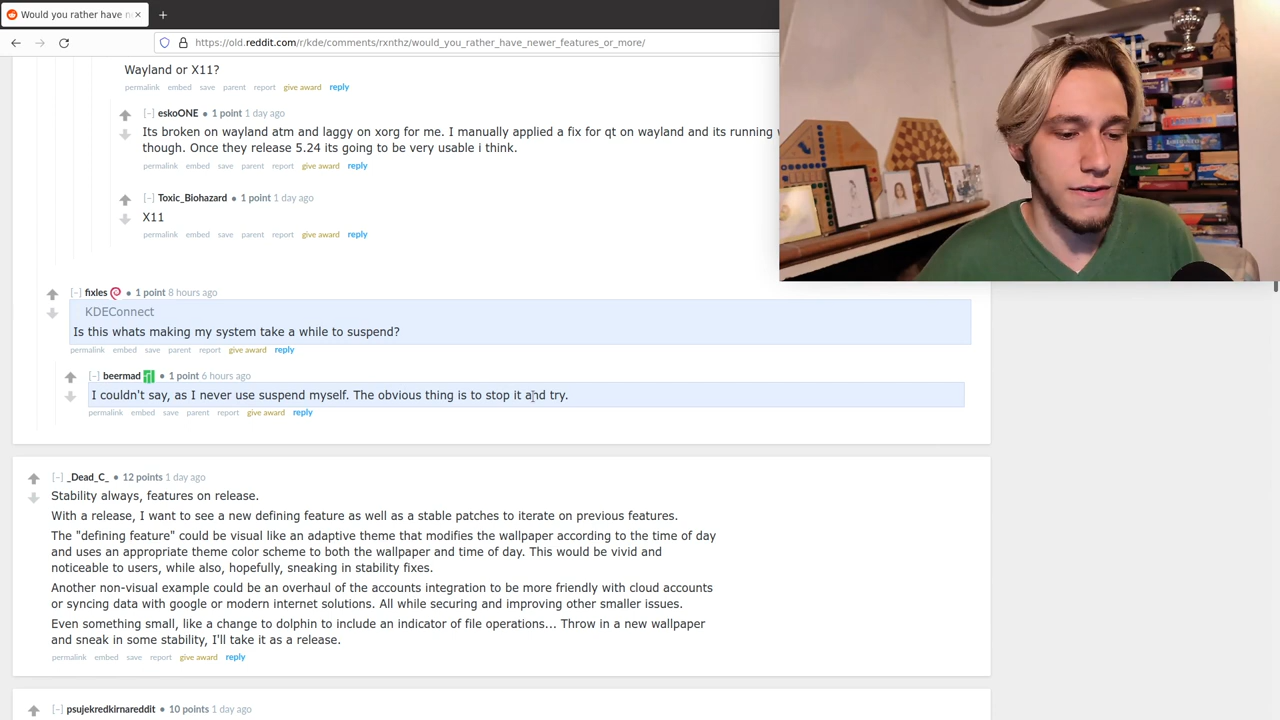 Would you rather have n
https://old.reddit.com/r/kde/comments/rxnthz/would_you_rather_have_newer_features_or_more/
Wayland or X11?
permalink embed save parent report give award reply
[-] eskoONE • 1 point 1 day ago
Its broken on wayland atm and laggy on xorg for me. I manually applied a fix for qt on wayland and its running
though. Once they release 5.24 its going to be very usable i think.
permalink embed save parent report give award reply
[-] Toxic_Biohazard • 1 point 1 day ago
X11
permalink embed save parent report give award reply
[-] fixles • 1 point 8 hours ago
KDEConnect
Is this whats making my system take a while to suspend?
permalink embed save parent report give award reply
[-] beermad • 1 point 6 hours ago
I couldn't say, as I never use suspend myself. The obvious thing is to stop it and try.
permalink embed save parent report give award reply
[-] _Dead_C_ • 12 points 1 day ago
Stability always, features on release.
With a release, I want to see a new defining feature as well as a stable patches to iterate on previous features.
The "defining feature" could be visual like an adaptive theme that modifies the wallpaper according to the time of day
and uses an appropriate theme color scheme to both the wallpaper and time of day. This would be vivid and
noticeable to users, while also, hopefully, sneaking in stability fixes.
Another non-visual example could be an overhaul of the accounts integration to be more friendly with cloud accounts
or syncing data with google or modern internet solutions. All while securing and improving other smaller issues.
Even something small, like a change to dolphin to include an indicator of file operations... Throw in a new wallpaper
and sneak in some stability, I'll take it as a release.
permalink embed save report give award reply
[-] psujekredkirnareddit • 10 points 1 day ago